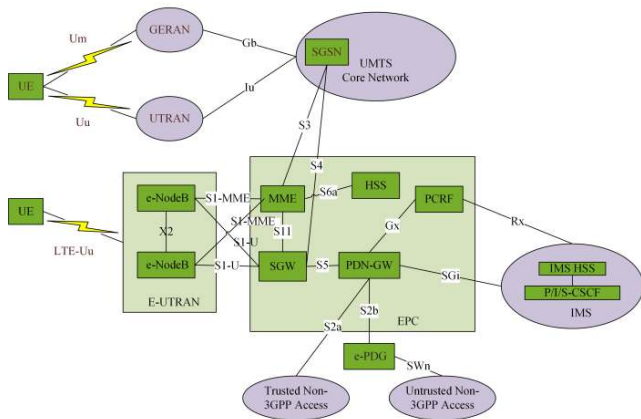 GERAN
Um
Gb
SGSN
UMTS
Core Network
UE
Uu
UTRAN
Iu
S3
S4
e-NodeB
S1-MME
MME
S6a
HSS
PCRF
UE
X2
S1-MME
S1-U
S11
Gx
Rx
LTE-Uu
e-NodeB
S1-U
SGW
S5
PDN-GW
SGi
IMS HSS
P/I/S-CSCF
IMS
E-UTRAN
S2a
S2b
EPC
e-PDG
SWn
Trusted Non-
3GPP Access
Untrusted Non-
3GPP Access